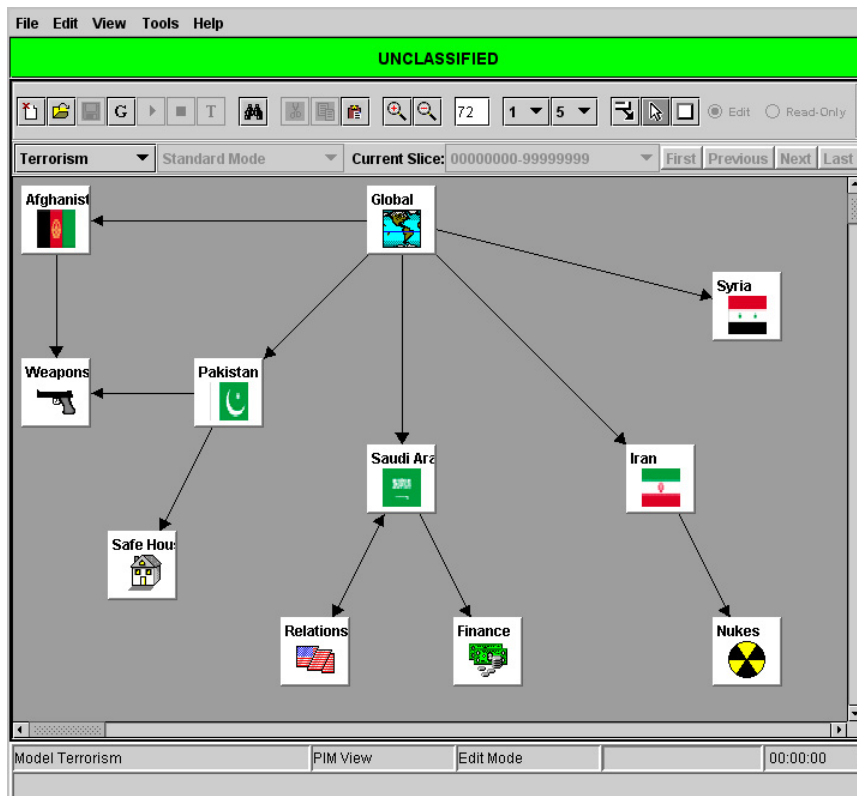 File Edit View Tools Help
UNCLASSIFIED
G T 72 1 5 Edit Read-Only
Terrorism Standard Mode Current Slice: 00000000-99999999 First Previous Next Last
Afghanist Global
Syria
Weapons Pakistan
Saudi Ara Iran
Safe Hou
Relations Finance Nukes
Model Terrorism PIM View Edit Mode 00:00:00